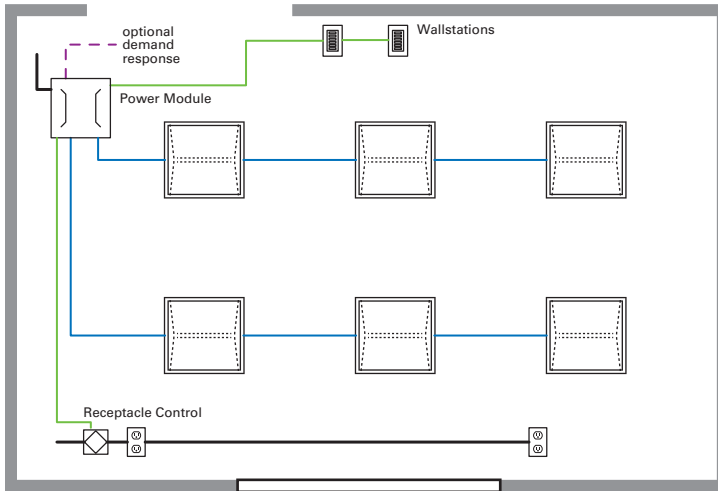 optional
demand
response
Wallstations
Power Module
Receptacle Control